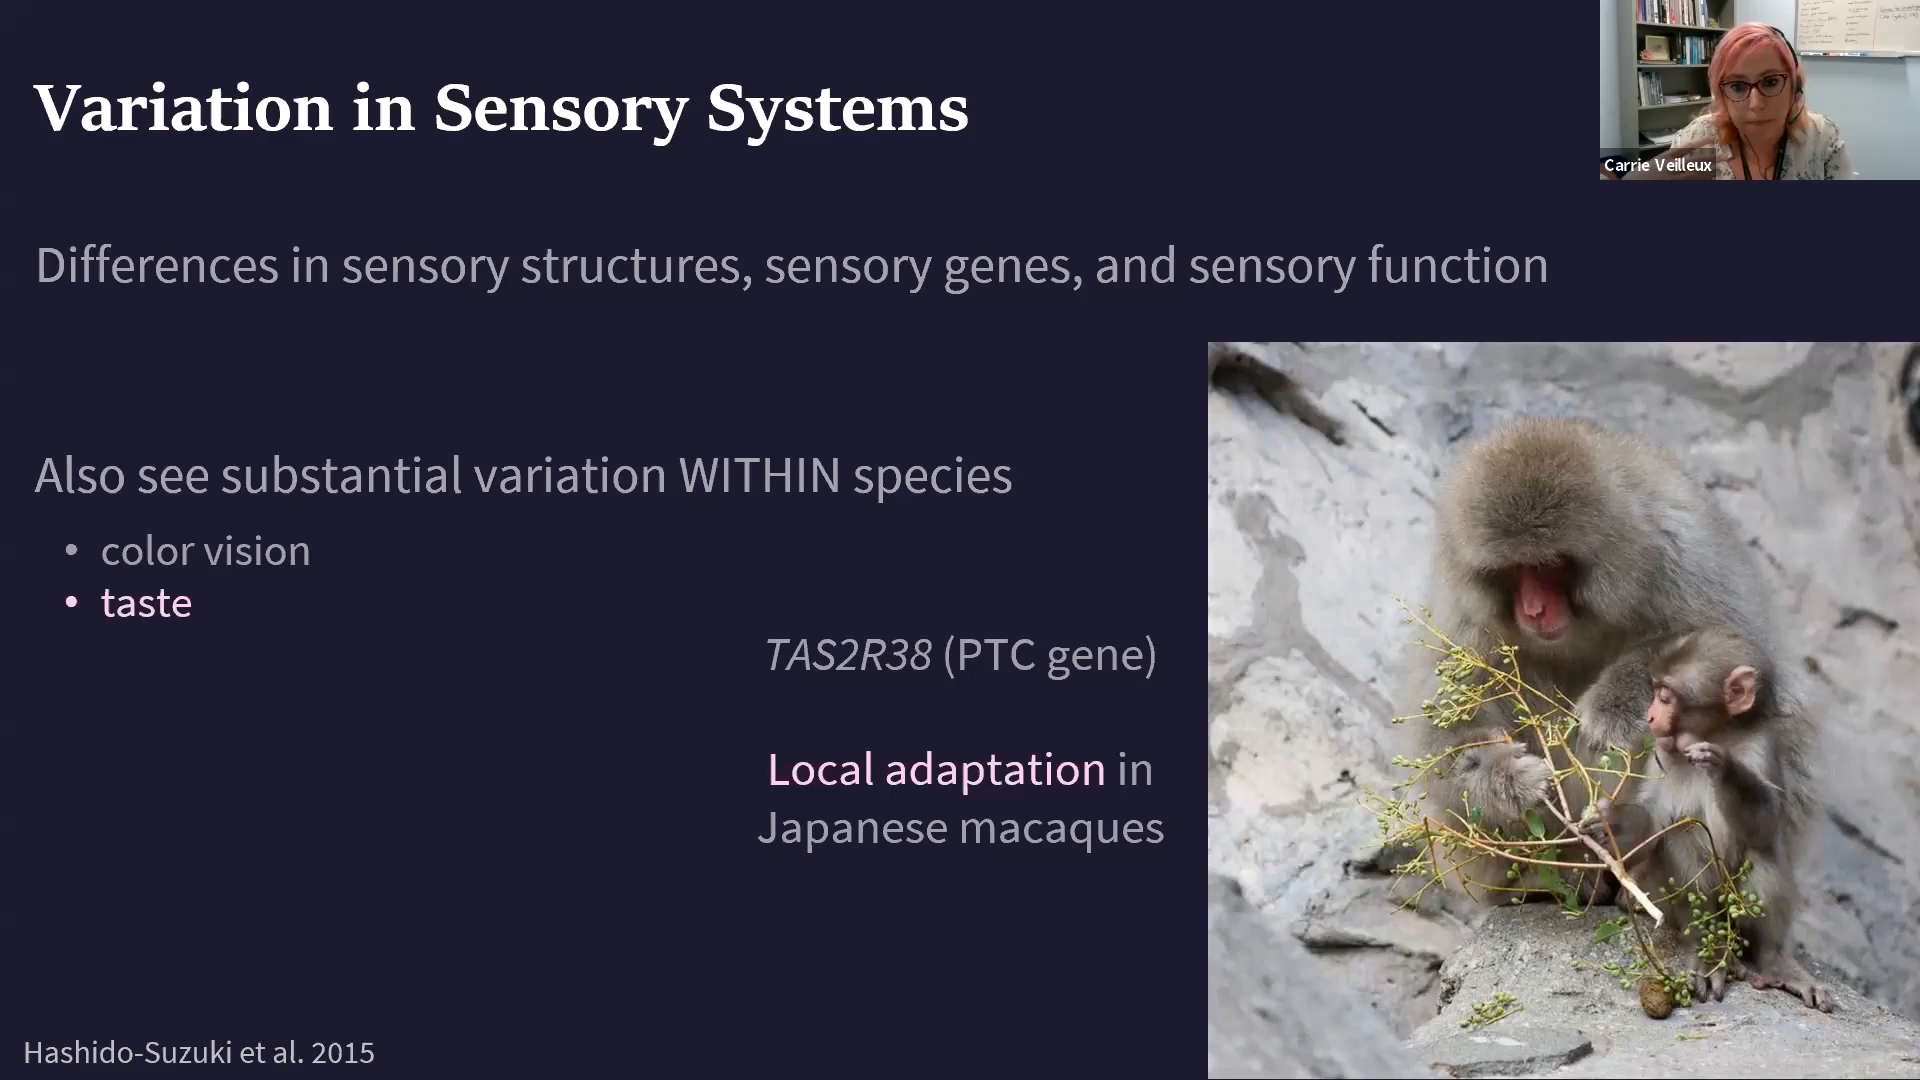 Variation in Sensory Systems
Carrie Veilleux
Differences in sensory structures, sensory genes, and sensory function
Also see substantial variation WITHIN species
• color vision
• taste
TAS2R38 (PTC gene)
Local adaptation in
Japanese macaques
Hashido-Suzuki et al. 2015